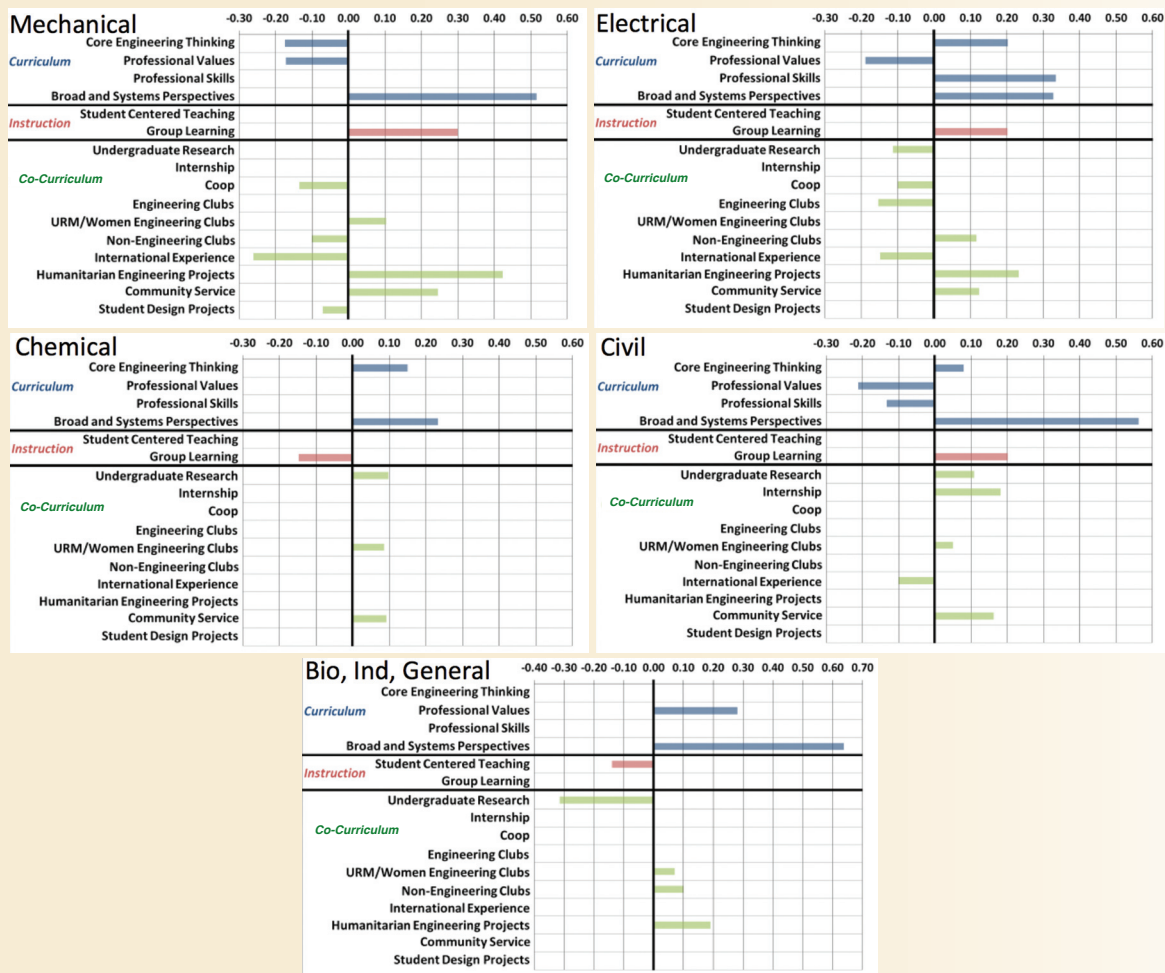 Mechanical
-0.30 -0.20 -0.10 0.00 0.10 0.20 0.30 0.40 0.50 0.60
Core Engineering Thinking
Curriculum
Professional Values
Professional Skills
Broad and Systems Perspectives
Student Centered Teaching
Instruction
Group Learning
Undergraduate Research
Internship
Co-Curriculum
Coop
Engineering Clubs
URM/Women Engineering Clubs
Non-Engineering Clubs
International Experience
Humanitarian Engineering Projects
Community Service
Student Design Projects
Electrical
-0.30 -0.20 -0.10 0.00 0.10 0.20 0.30 0.40 0.50 0.60
Core Engineering Thinking
Curriculum
Professional Values
Professional Skills
Broad and Systems Perspectives
Student Centered Teaching
Instruction
Group Learning
Undergraduate Research
Internship
Co-Curriculum
Coop
Engineering Clubs
URM/Women Engineering Clubs
Non-Engineering Clubs
International Experience
Humanitarian Engineering Projects
Community Service
Student Design Projects
Chemical
-0.30 -0.20 -0.10 0.00 0.10 0.20 0.30 0.40 0.50 0.60
Core Engineering Thinking
Curriculum
Professional Values
Professional Skills
Broad and Systems Perspectives
Student Centered Teaching
Instruction
Group Learning
Undergraduate Research
Internship
Co-Curriculum
Coop
Engineering Clubs
URM/Women Engineering Clubs
Non-Engineering Clubs
International Experience
Humanitarian Engineering Projects
Community Service
Student Design Projects
Civil
-0.30 -0.20 -0.10 0.00 0.10 0.20 0.30 0.40 0.50 0.60
Core Engineering Thinking
Curriculum
Professional Values
Professional Skills
Broad and Systems Perspectives
Student Centered Teaching
Instruction
Group Learning
Undergraduate Research
Internship
Co-Curriculum
Coop
Engineering Clubs
URM/Women Engineering Clubs
Non-Engineering Clubs
International Experience
Humanitarian Engineering Projects
Community Service
Student Design Projects
Bio, Ind, General
-0.40 -0.30 -0.20 -0.10 0.00 0.10 0.20 0.30 0.40 0.50 0.60 0.70
Core Engineering Thinking
Curriculum
Professional Values
Professional Skills
Broad and Systems Perspectives
Student Centered Teaching
Instruction
Group Learning
Undergraduate Research
Internship
Co-Curriculum
Coop
Engineering Clubs
URM/Women Engineering Clubs
Non-Engineering Clubs
International Experience
Humanitarian Engineering Projects
Community Service
Student Design Projects